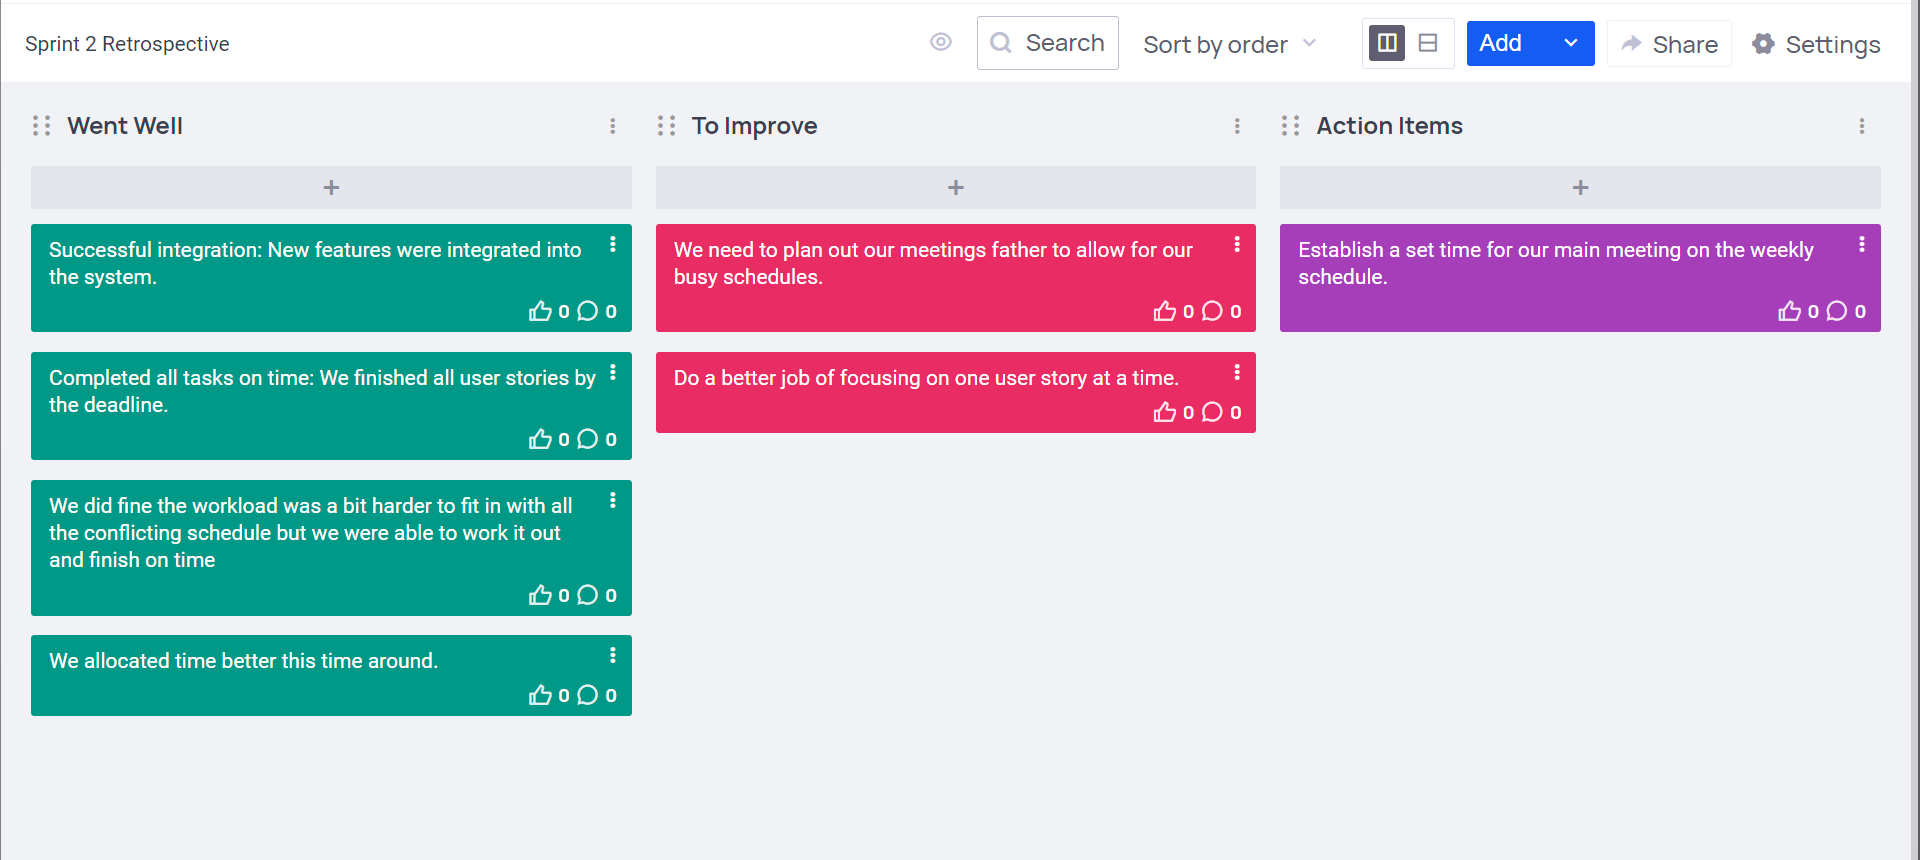 Sprint 2 Retrospective
Search
Sort by order
Add
Share
Settings
Went Well
To Improve
Action Items
+
+
+
Successful integration: New features were integrated into
the system.
0 0
Completed all tasks on time: We finished all user stories by
the deadline.
0 0
We did fine the workload was a bit harder to fit in with all
the conflicting schedule but we were able to work it out
and finish on time
0 0
We allocated time better this time around.
0 0
We need to plan out our meetings father to allow for our
busy schedules.
0 0
Do a better job of focusing on one user story at a time.
0 0
Establish a set time for our main meeting on the weekly
schedule.
0 0